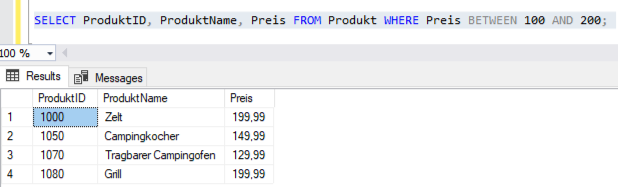 SELECT ProduktID, ProduktName, Preis FROM Produkt WHERE Preis BETWEEN 100 AND 200;
100 %
Results Messages
ProduktID ProduktName Preis
1 1000 Zelt 199,99
2 1050 Campingkocher 149,99
3 1070 Tragbarer Campingofen 129,99
4 1080 Grill 199,99